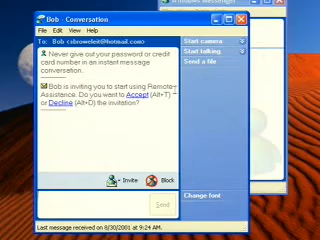 Windows Messenger
Bob - Conversation
File Edit View Help
To: Bob <sbrowefeit@hotmail.com>
Never give out your password or credit
card number in an instant message
conversation.
Bob is inviting you to start using Remote
Assistance. Do you want to Accept (Alt+T)
or Decline (Alt+D) the invitation?
Start camera
Start talking
Send a file
Invite Block
Send
Change font
Last message received on 8/30/2001 at 9:24 AM.